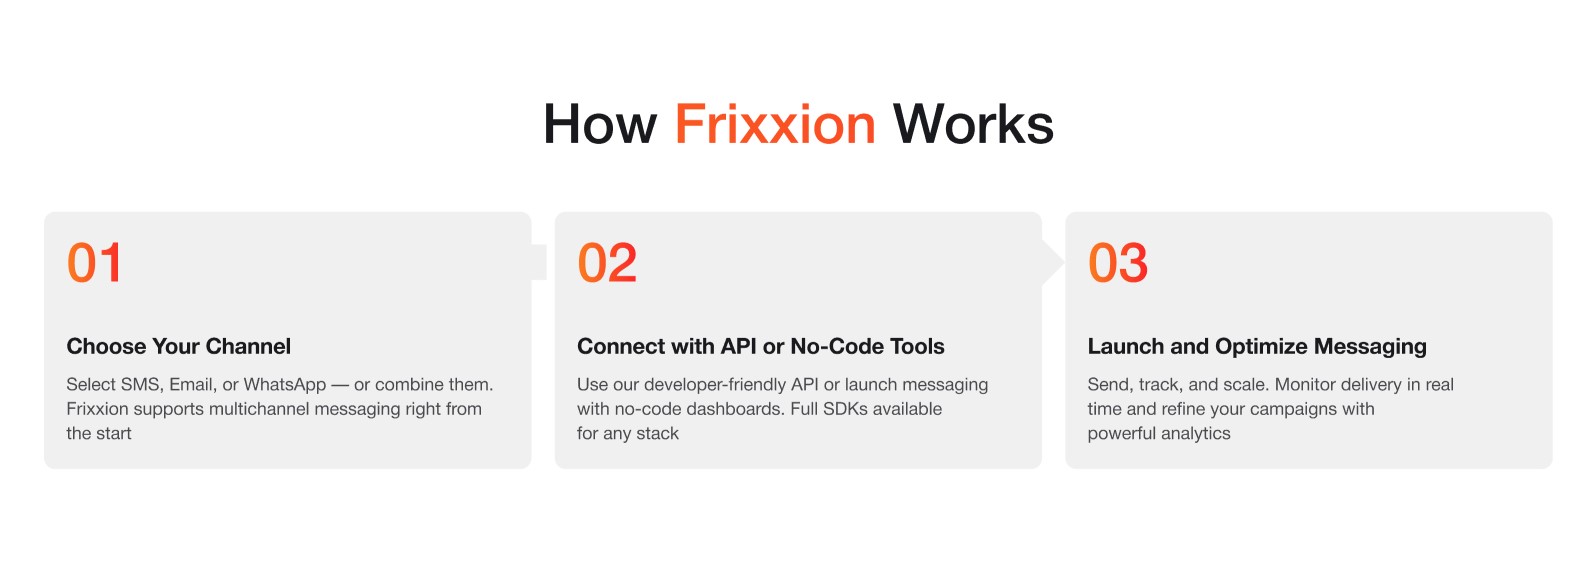 How Frixxion Works
01
Choose Your Channel
Select SMS, Email, or WhatsApp — or combine them.
Frixxion supports multichannel messaging right from
the start
02
Connect with API or No-Code Tools
Use our developer-friendly API or launch messaging
with no-code dashboards. Full SDKs available
for any stack
03
Launch and Optimize Messaging
Send, track, and scale. Monitor delivery in real
time and refine your campaigns with
powerful analytics